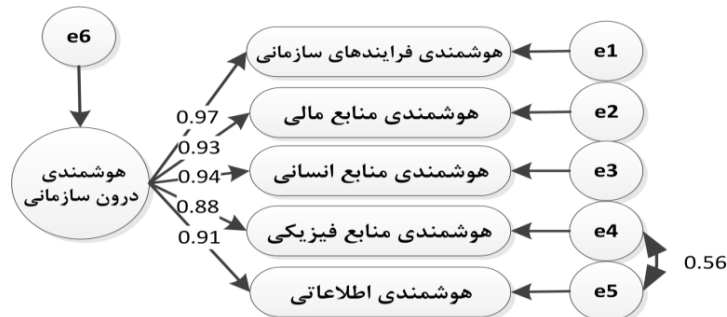 e6
هوشمندی فرایندهای سازمانی
e1
0.97
هوشمندی منابع مالی
e2
0.93
هوشمندی
درون سازمانی
هوشمندی منابع انسانی
e3
0.94
هوشمندی منابع فیزیکی
e4
0.88
0.91
0.56
هوشمندی اطلاعاتی
e5